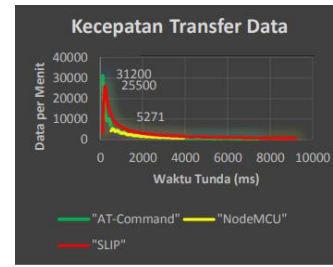 Kecepatan Transfer Data
Data per Menit
40000
30000
20000
10000
0
31200
25500
5271
0 2000 4000 6000 8000 10000
Waktu Tunda (ms)
"AT-Command" "NodeMCU"
"SLIP"